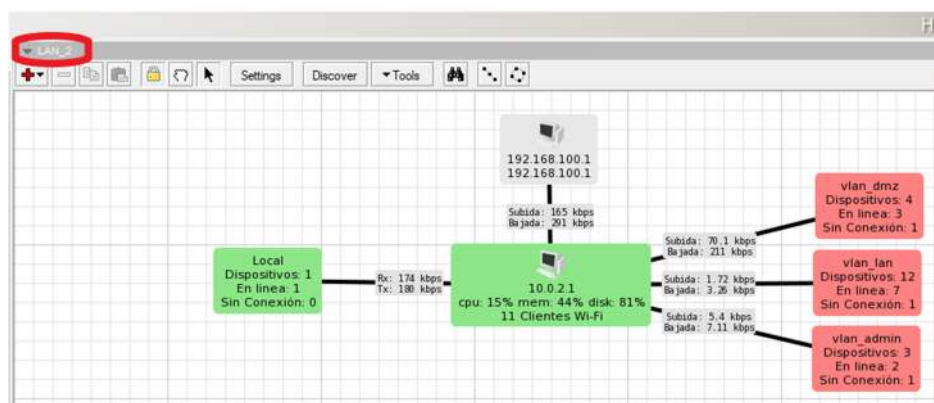 LAN_2
Settings
Discover
Tools
192.168.100.1
192.168.100.1
Subida: 165 kbps
Bajada: 291 kbps
vlan_dmz
Dispositivos: 4
En linea: 3
Sin Conexión: 1
Subida: 70.1 kbps
Bajada: 211 kbps
Local
Dispositivos: 1
En linea: 1
Sin Conexión: 0
Rx: 174 kbps
Tx: 180 kbps
10.0.2.1
cpu: 15% mem: 44% disk: 81%
11 Clientes Wi-Fi
Subida: 1.72 kbps
Bajada: 3.26 kbps
vlan_lan
Dispositivos: 12
En linea: 7
Sin Conexión: 1
Subida: 5.4 kbps
Bajada: 7.11 kbps
vlan_admin
Dispositivos: 3
En linea: 2
Sin Conexión: 1